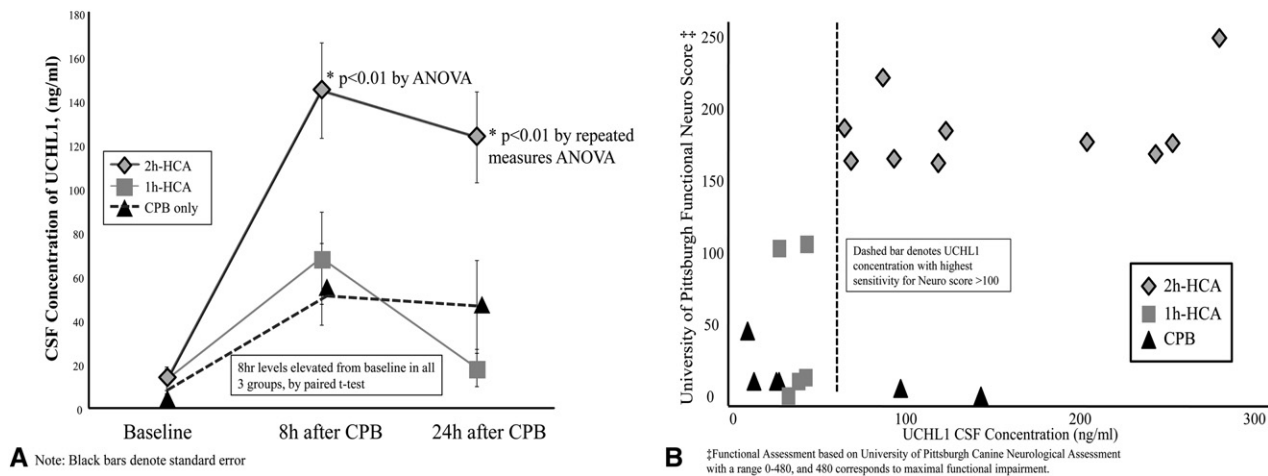 180
160
140
120
100
80
60
40
20
0
CSF Concentration of UCHL1, (ng/ml)
* p<0.01 by ANOVA
* p<0.01 by repeated
measures ANOVA
2h-HCA
1h-HCA
CPB only
8hr levels elevated from baseline in all
3 groups, by paired t-test
Baseline
8h after CPB
24h after CPB
A Note: Black bars denote standard error
University of Pittsburgh Functional Neuro Score ‡
250
200
150
100
50
0
Dashed bar denotes UCHL1
concentration with highest
sensitivity for Neuro score >100
2h-HCA
1h-HCA
CPB
0
100
200
300
UCHL1 CSF Concentration (ng/ml)
B
‡Functional Assessment based on University of Pittsburgh Canine Neurological Assessment
with a range 0-480, and 480 corresponds to maximal functional impairment.